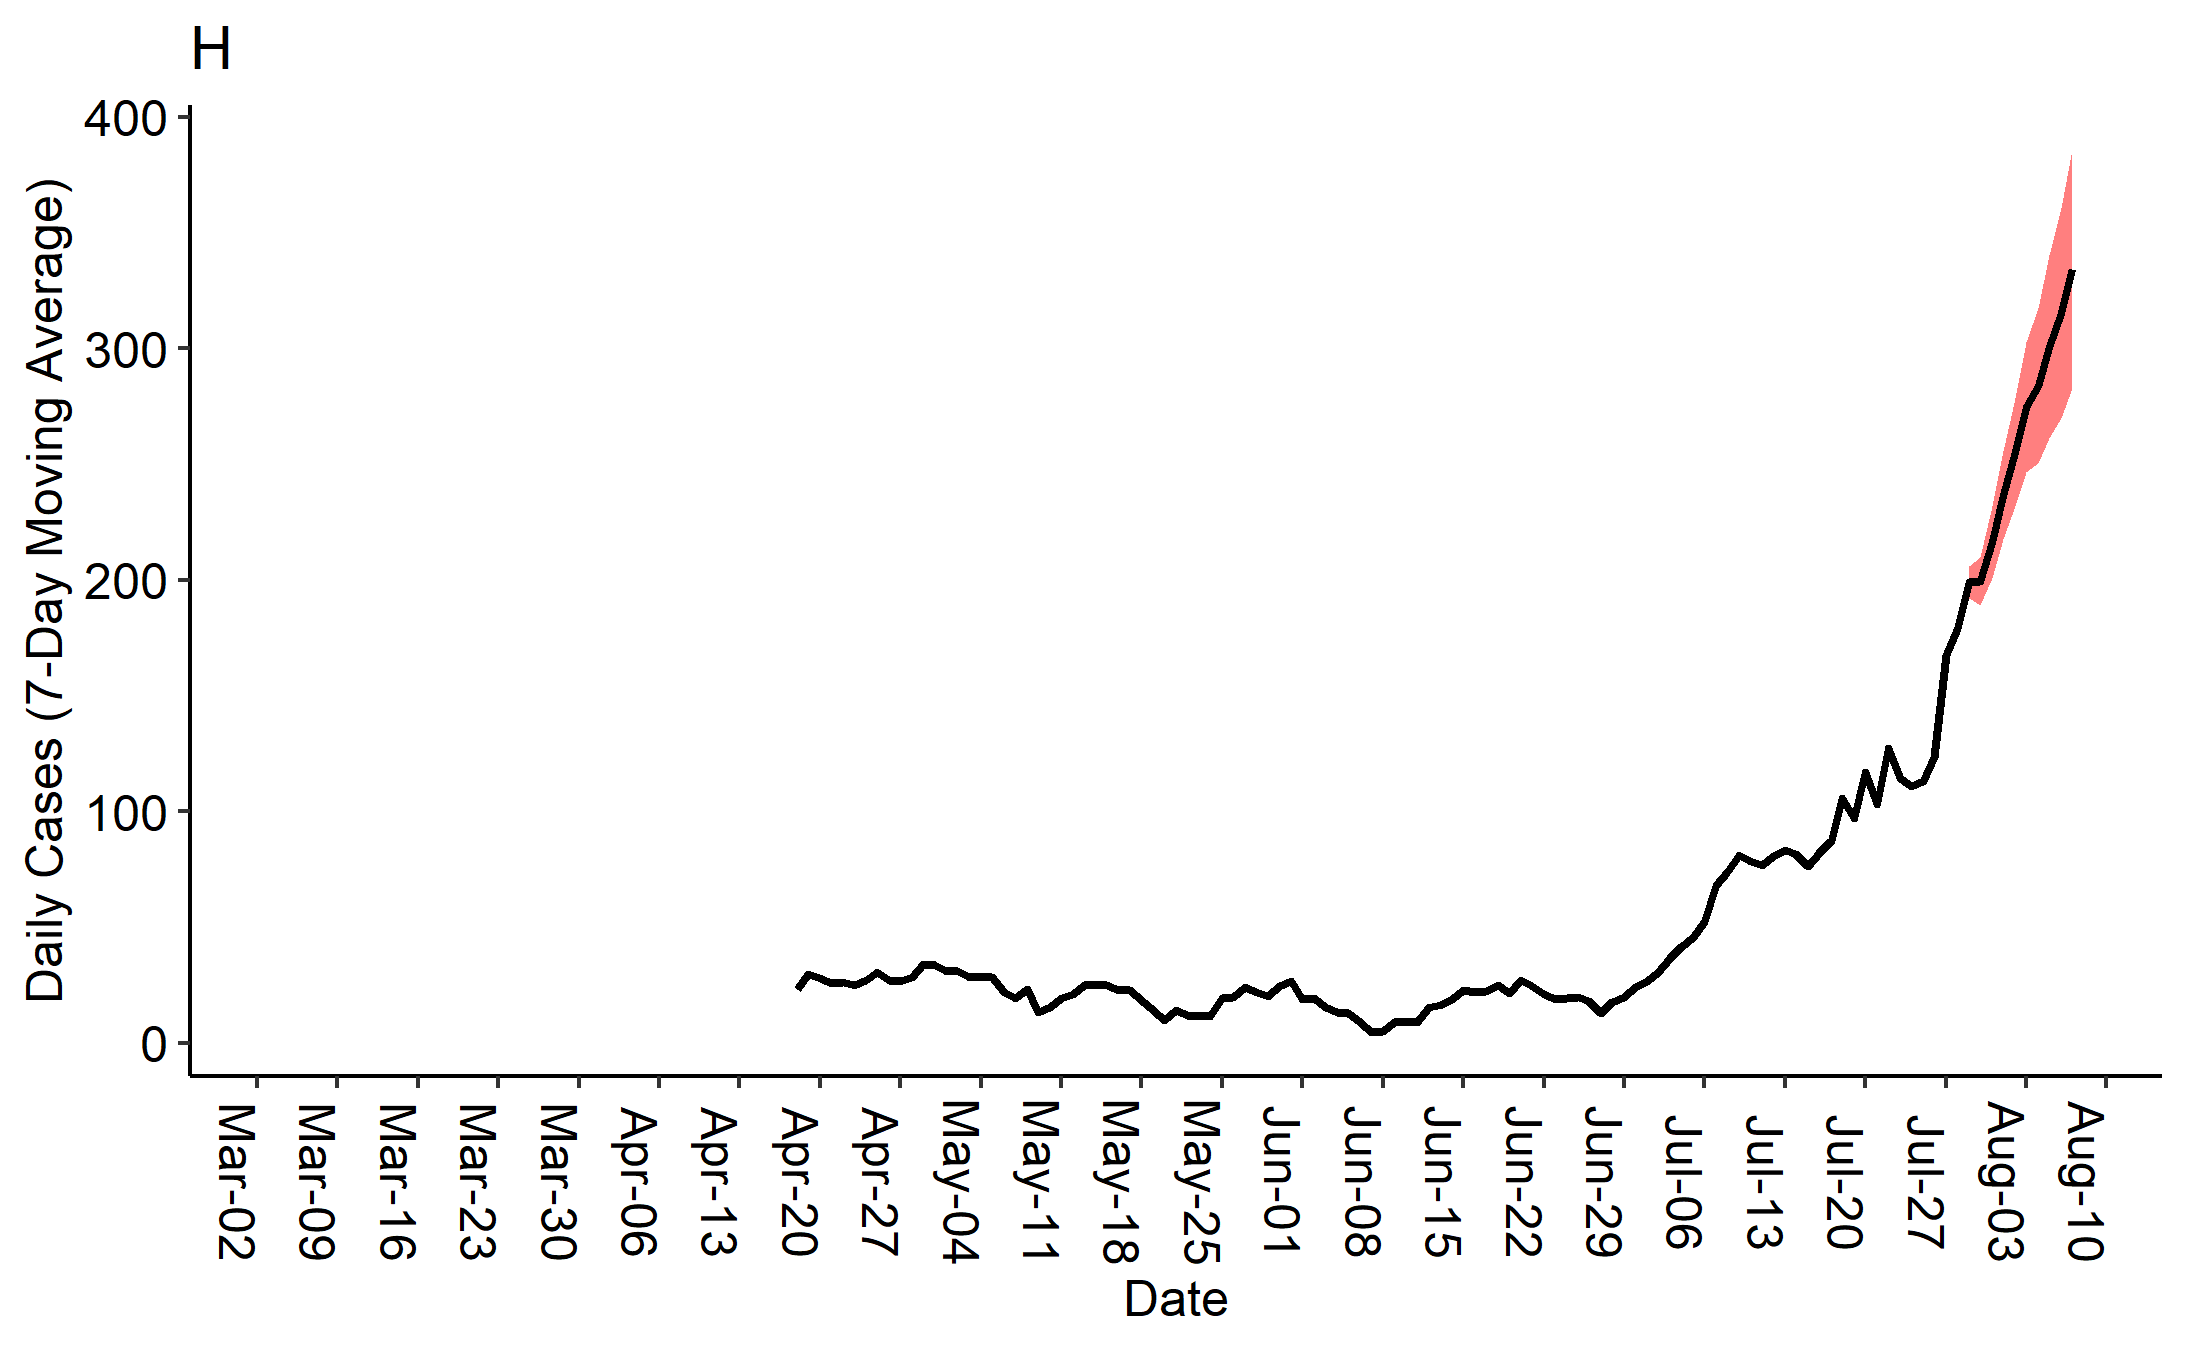 H
400
300
200
100
0
Daily Cases (7-Day Moving Average)
Mar-02
Mar-09
Mar-16
Mar-23
Mar-30
Apr-06
Apr-13
Apr-20
Apr-27
May-04
May-11
May-18
May-25
Jun-01
Jun-08
Jun-15
Jun-22
Jun-29
Jul-06
Jul-13
Jul-20
Jul-27
Aug-03
Aug-10
Date